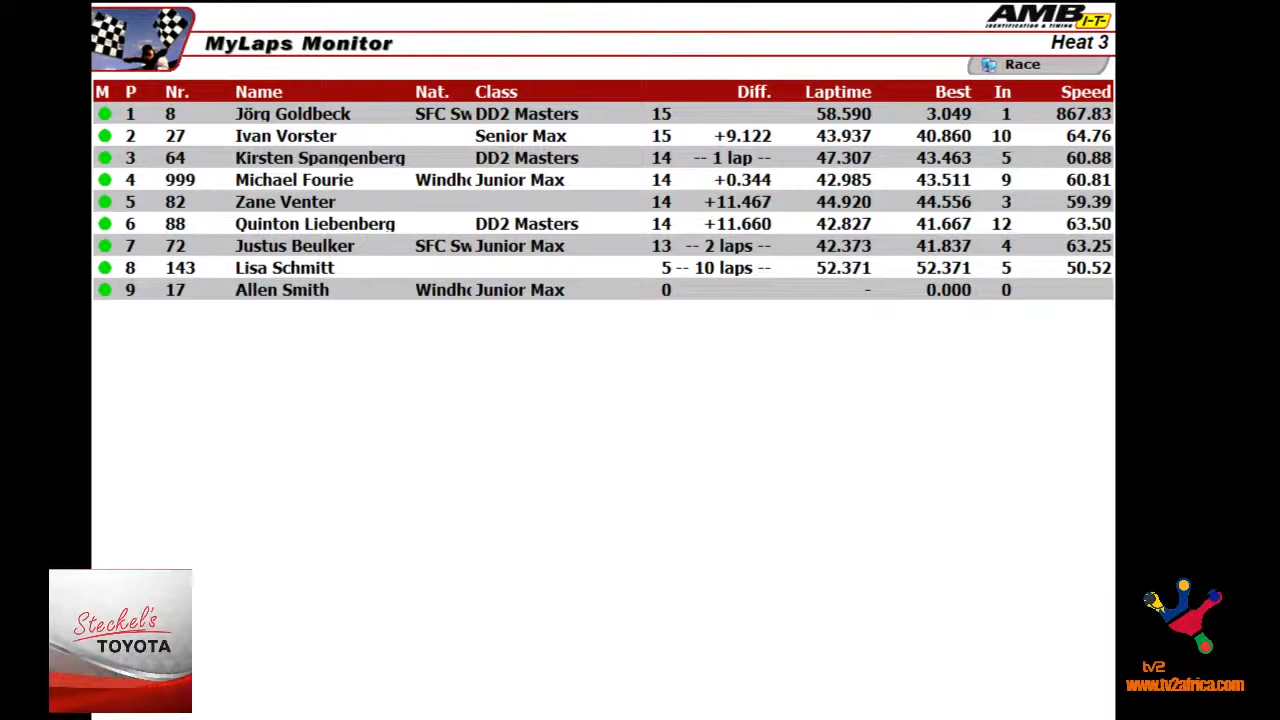 AMB i-T-
IDENTIFICATION & TIMING
MyLaps Monitor
Heat 3
Race
M P Nr. Name Nat. Class Diff. Laptime Best In Speed
1 8 Jörg Goldbeck SFC Sw DD2 Masters 15 58.590 3.049 1 867.83
2 27 Ivan Vorster Senior Max 15 +9.122 43.937 40.860 10 64.76
3 64 Kirsten Spangenberg DD2 Masters 14 -- 1 lap -- 47.307 43.463 5 60.88
4 999 Michael Fourie Windho Junior Max 14 +0.344 42.985 43.511 9 60.81
5 82 Zane Venter 14 +11.467 44.920 44.556 3 59.39
6 88 Quinton Liebenberg DD2 Masters 14 +11.660 42.827 41.667 12 63.50
7 72 Justus Beulker SFC Sw Junior Max 13 -- 2 laps -- 42.373 41.837 4 63.25
8 143 Lisa Schmitt 5 -- 10 laps -- 52.371 52.371 5 50.52
9 17 Allen Smith Windho Junior Max 0 - 0.000 0
Steckel's
TOYOTA
tv2
www.tv2africa.com